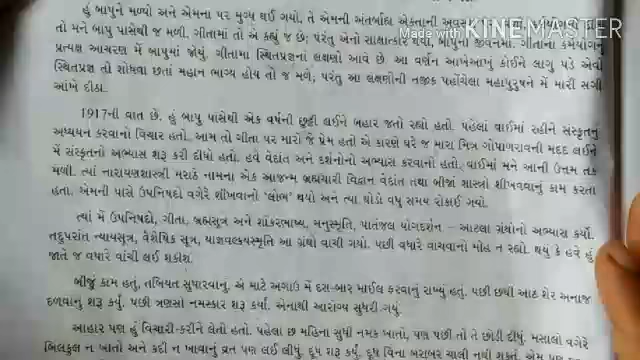 હું બાપુને મળ્યો અને એમના પર મુગ્ધ થઈ ગયો, તે એમની અંતર્બાહ્ય એકતાની
Made with KINEMASTER
તો મને બાપુ પાસેથી જ મળી. ગીતામાં તો એ કહ્યું જ છે; પરંતુ એનો સાક્ષાત્કાર થયો, બાપુના જીવનમાં. ગીતાના કર્મયોગનું
પ્રત્યક્ષ આચરણ મેં બાપુમાં જોયું. ગીતામાં સ્થિતપ્રજ્ઞનાં લક્ષણો આવે છે. આ વર્ણન આખેઆખું કોઈને લાગુ પડે એવો
સ્થિતપ્રજ્ઞ તો શોધવા છતાં મહાન ભાગ્ય હોય તો જ મળે; પરંતુ આ લક્ષણોની નજીક પહોંચેલા મહાપુરુષને મેં મારી સગી
આંખે દીઠા.
1917ની વાત છે. હું બાપુ પાસેથી એક વર્ષની છુટ્ટી લઈને બહાર જતો રહ્યો હતો. પહેલાં વાઈમાં રહીને સંસ્કૃતનું
અધ્યયન કરવાનો વિચાર હતો. આમ તો ગીતા પર મારો જે પ્રેમ હતો એ કારણે ઘરે જ મારા મિત્ર ગોપાળરાવની મદદ લઈને
મેં સંસ્કૃતનો અભ્યાસ શરૂ કરી દીધો હતો. હવે વેદાંત અને દર્શનોનો અભ્યાસ કરવાનો હતો. વાઈમાં મને આની ઉત્તમ તક
મળી. ત્યાં નારાયણશાસ્ત્રી મરાઠે નામના એક આજન્મ બ્રહ્મચારી વિદ્વાન વેદાંત તથા બીજાં શાસ્ત્રો શીખવવાનું કામ કરતા
હતા. એમની પાસે ઉપનિષદો વગેરે શીખવાનો ‘લોભ’ થયો અને ત્યા થોડો વધુ સમય રોકાઈ ગયો.
ત્યાં મેં ઉપનિષદો, ગીતા, બ્રહ્મસૂત્ર અને શાંકરભાષ્ય, મનુસ્મૃતિ, પાતંજલ યોગદર્શન – આટલા ગ્રંથોનો અભ્યાસ કર્યો.
તદુપરાંત ન્યાયસૂત્ર, વૈશેષિક સૂત્ર, યાજ્ઞવલ્ક્યસ્મૃતિ આ ગ્રંથો વાચી ગયો. પછી વધારે વાચવાનો મોહ ન રહ્યો. થયું કે હવે હું
જાતે જ વધારે વાંચી લઈ શકીશ.
બીજું કામ હતું, તબિયત સુધારવાનું. એ માટે અગાઉ મેં દસ-બાર માઈલ ફરવાનું રાખ્યું હતું. પછી છથી આઠ શેર અનાજ
દળવાનું શરૂ કર્યું. પછી ત્રણસો નમસ્કાર શરૂ કર્યા. એનાથી આરોગ્ય સુધરી ગયું.
આહાર પણ હું વિચારી-કરીને લેતો હતો. પહેલા છ મહિના સુધી નમક ખાતો, પણ પછી તો તે છોડી દીધું. મસાલો વગેરે
બિલકુલ ન ખાતો અને કદી ન ખાવાનું વ્રત પણ લઈ લીધું. દૂધ શરૂ કર્યું. દૂધ વિના બરાબર ચાલી